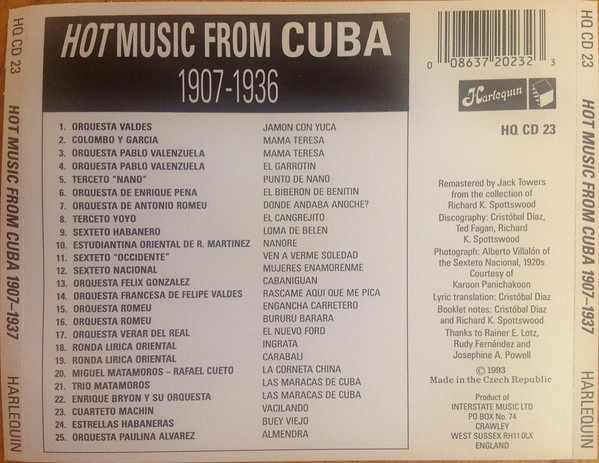 HQ CD 23
HOT MUSIC FROM CUBA 1907-1937
HARLEQUIN
HOT MUSIC FROM CUBA
1907-1936
1. ORQUESTA VALDES JAMON CON YUCA
2. COLOMBO Y GARCIA MAMA TERESA
3. ORQUESTA PABLO VALENZUELA MAMA TERESA
4. ORQUESTA PABLO VALENZUELA EL GARROTIN
5. TERCETO "NANO" PUNTO DE NANO
6. ORQUESTA DE ENRIQUE PENA EL BIBERON DE BENITIN
7. ORQUESTA DE ANTONIO ROMEU DONDE ANDABA ANOCHE?
8. TERCETO YOYO EL CANGREJITO
9. SEXTETO HABANERO LOMA DE BELEN
10. ESTUDIANTINA ORIENTAL DE R. MARTINEZ NANORE
11. SEXTETO "OCCIDENTE" VEN A VERME SOLEDAD
12. SEXTETO NACIONAL MUJERES ENAMORENME
13. ORQUESTA FELIX GONZALEZ CABANIGUAN
14. ORQUESTA FRANCESA DE FELIPE VALDES RASCAME AQUI QUE ME PICA
15. ORQUESTA ROMEU ENGANCHA CARRETERO
16. ORQUESTA ROMEU BURURU BARARA
17. ORQUESTA VERAR DEL REAL EL NUEVO FORD
18. RONDA LIRICA ORIENTAL INGRATA
19. RONDA LIRICA ORIENTAL CARABALI
20. MIGUEL MATAMOROS – RAFAEL CUETO LA CORNETA CHINA
21. TRIO MATAMOROS LAS MARACAS DE CUBA
22. ENRIQUE BRYON Y SU ORQUESTA LAS MARACAS DE CUBA
23. CUARTETO MACHIN VACILANDO
24. ESTRELLAS HABANERAS BUEY VIEJO
25. ORQUESTA PAULINA ALVAREZ ALMENDRA
0 08637 20232 3
Harlequin
HQ CD 23
Remastered by Jack Towers
from the collection of
Richard K. Spottswood
Discography: Cristóbal Díaz,
Ted Fagan, Richard
K. Spottswood
Photograph: Alberto Villalón of
the Sexteto Nacional, 1920s
Courtesy of
Karoon Panichakoon
Lyric translation: Cristóbal Diaz
Booklet notes: Cristóbal Diaz
and Richard K. Spottswood
Thanks to Rainer E. Lotz,
Rudy Fernández and
Josephine A. Powell
© 1993
Made in the Czech Republic
Product of
INTERSTATE MUSIC LTD
PO BOX No. 74
CRAWLEY
WEST SUSSEX RH11 0LX
ENGLAND
HQ CD 23
HOT MUSIC FROM CUBA 1907-1937
HARLEQUIN